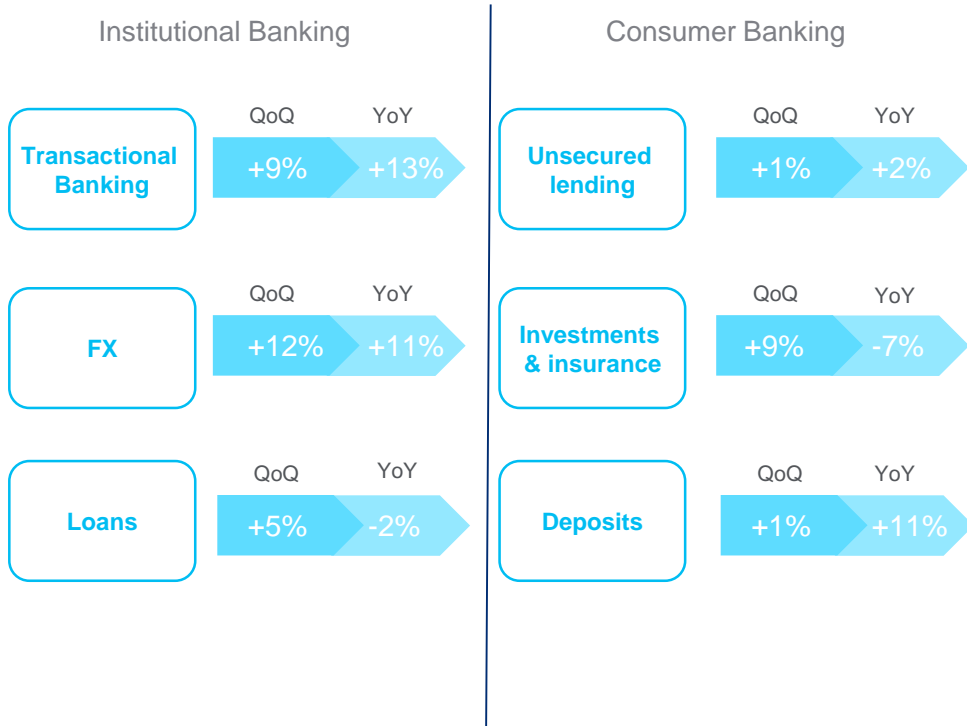 Institutional Banking
QoQ YoY
Transactional
Banking
+9% +13%
QoQ YoY
FX
+12% +11%
QoQ YoY
Loans
+5% -2%
Consumer Banking
QoQ YoY
Unsecured
lending
+1% +2%
QoQ YoY
Investments
& insurance
+9% -7%
QoQ YoY
Deposits
+1% +11%